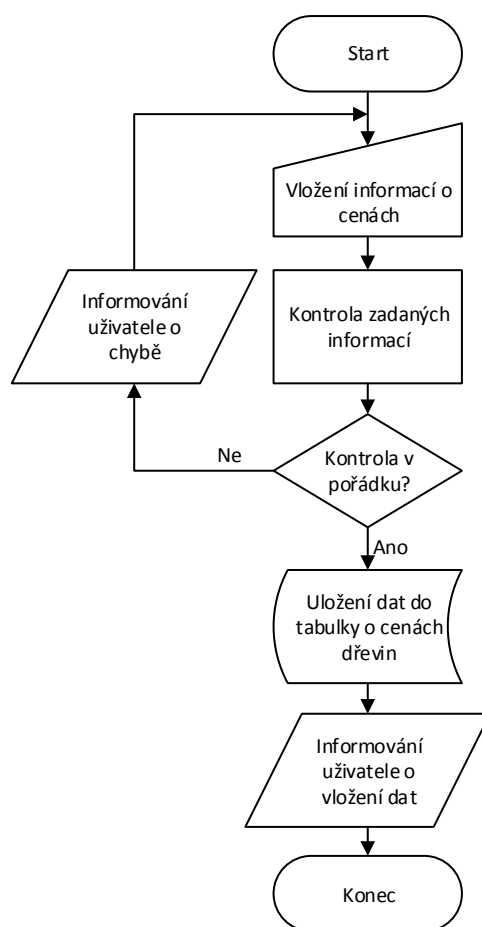 Start
Vložení informací o
cenách
Informování
uživatele o
chybě
Kontrola zadaných
informací
Ne
Kontrola v
pořádku?
Ano
Uložení dat do
tabulky o cenách
dřevin
Informování
uživatele o
vložení dat
Konec